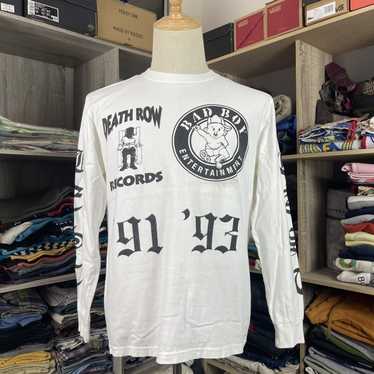 DEATH ROW
RECORDS
BAD BOY
ENTERTAINMENT
'91 '93